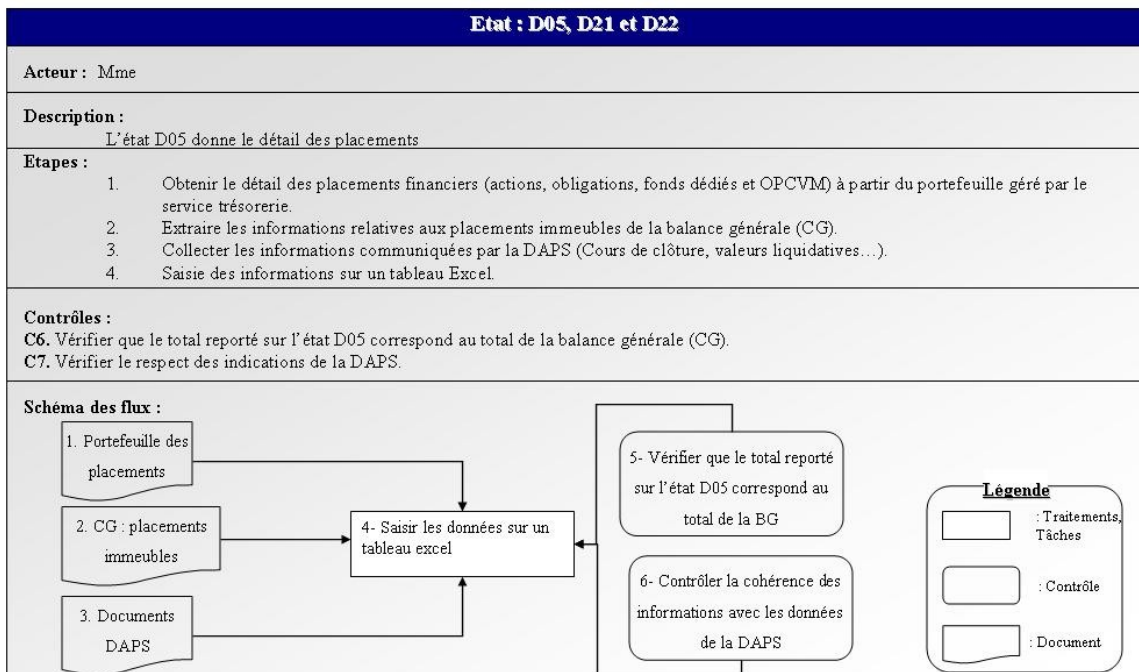 Etat : D05, D21 et D22
Acteur : Mme
Description :
L'état D05 donne le détail des placements
Etapes :
1. Obtenir le détail des placements financiers (actions, obligations, fonds dédiés et OPCVM) à partir du portefeuille géré par le
service trésorerie.
2. Extraire les informations relatives aux placements immeubles de la balance générale (CG).
3. Collecter les informations communiquées par la DAPS (Cours de clôture, valeurs liquidatives...).
4. Saisie des informations sur un tableau Excel.
Contrôles :
C6. Vérifier que le total reporté sur l'état D05 correspond au total de la balance générale (CG).
C7. Vérifier le respect des indications de la DAPS.
Schéma des flux :
1. Portefeuille des
placements
2. CG : placements
immeubles
3. Documents
DAPS
4- Saisir les données sur un
tableau excel
5- Vérifier que le total reporté
sur l'état D05 correspond au
total de la BG
6- Contrôler la cohérence des
informations avec les données
de la DAPS
Légende
: Traitements,
Tâches
: Contrôle
: Document